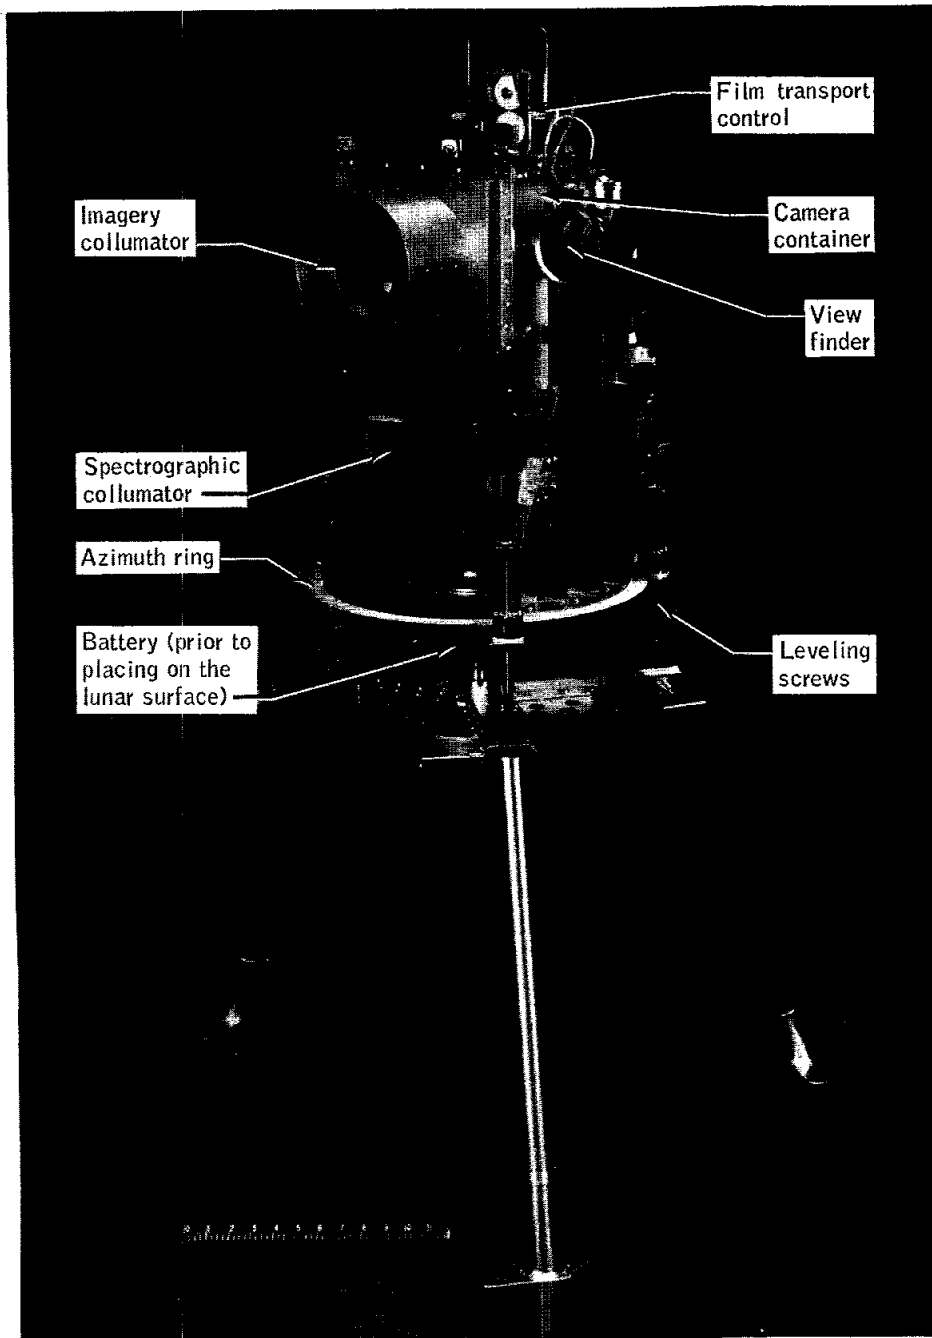 Film transport
control
Imagery
collumator
Camera
container
View
finder
Spectrographic
collumator
Azimuth ring
Battery (prior to
placing on the
lunar surface)
Leveling
screws